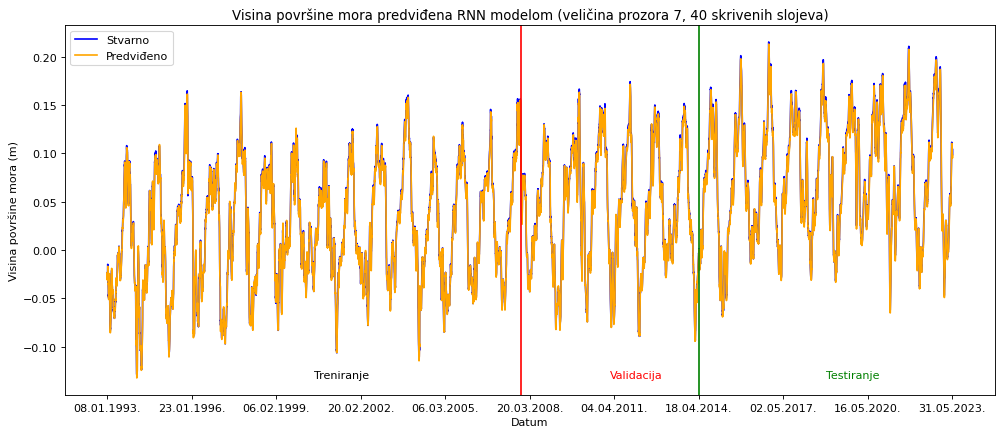 Visina površine mora predviđena RNN modelom (veličina prozora 7, 40 skrivenih slojeva)
Stvarno
Predviđeno
Visina površine mora (m)
0.20
0.15
0.10
0.05
0.00
−0.05
−0.10
Treniranje
Validacija
Testiranje
08.01.1993.
23.01.1996.
06.02.1999.
20.02.2002.
06.03.2005.
20.03.2008.
04.04.2011.
18.04.2014.
02.05.2017.
16.05.2020.
31.05.2023.
Datum